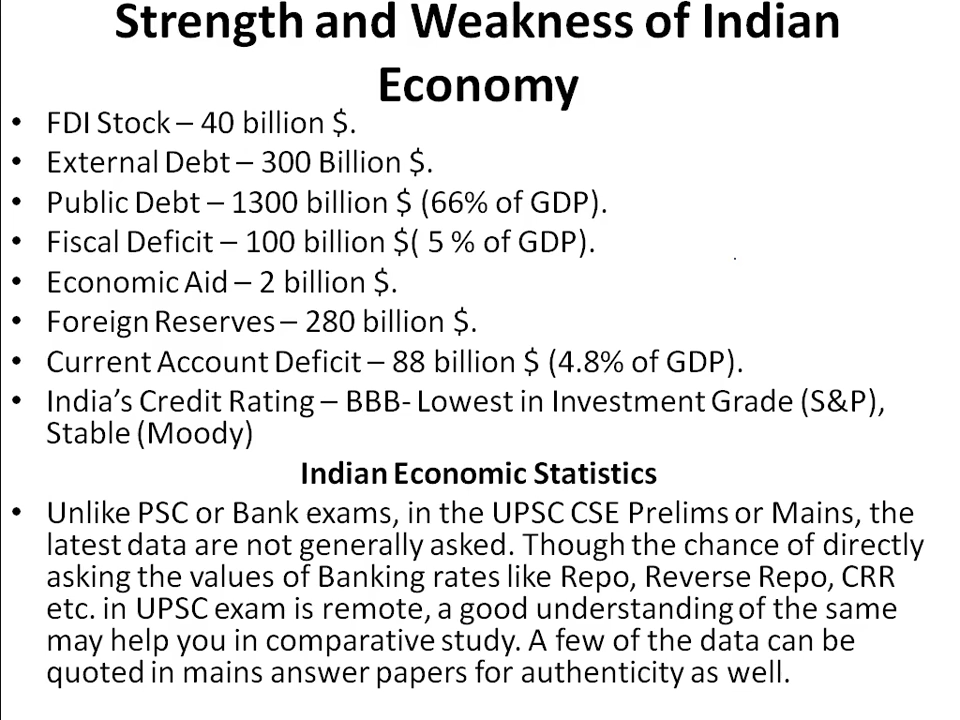 Strength and Weakness of Indian
Economy
• FDI Stock – 40 billion $.
• External Debt – 300 Billion $.
• Public Debt – 1300 billion $ (66% of GDP).
• Fiscal Deficit – 100 billion $( 5 % of GDP).
• Economic Aid – 2 billion $.
• Foreign Reserves – 280 billion $.
• Current Account Deficit – 88 billion $ (4.8% of GDP).
• India’s Credit Rating – BBB- Lowest in Investment Grade (S&P),
Stable (Moody)
Indian Economic Statistics
• Unlike PSC or Bank exams, in the UPSC CSE Prelims or Mains, the
latest data are not generally asked. Though the chance of directly
asking the values of Banking rates like Repo, Reverse Repo, CRR
etc. in UPSC exam is remote, a good understanding of the same
may help you in comparative study. A few of the data can be
quoted in mains answer papers for authenticity as well.